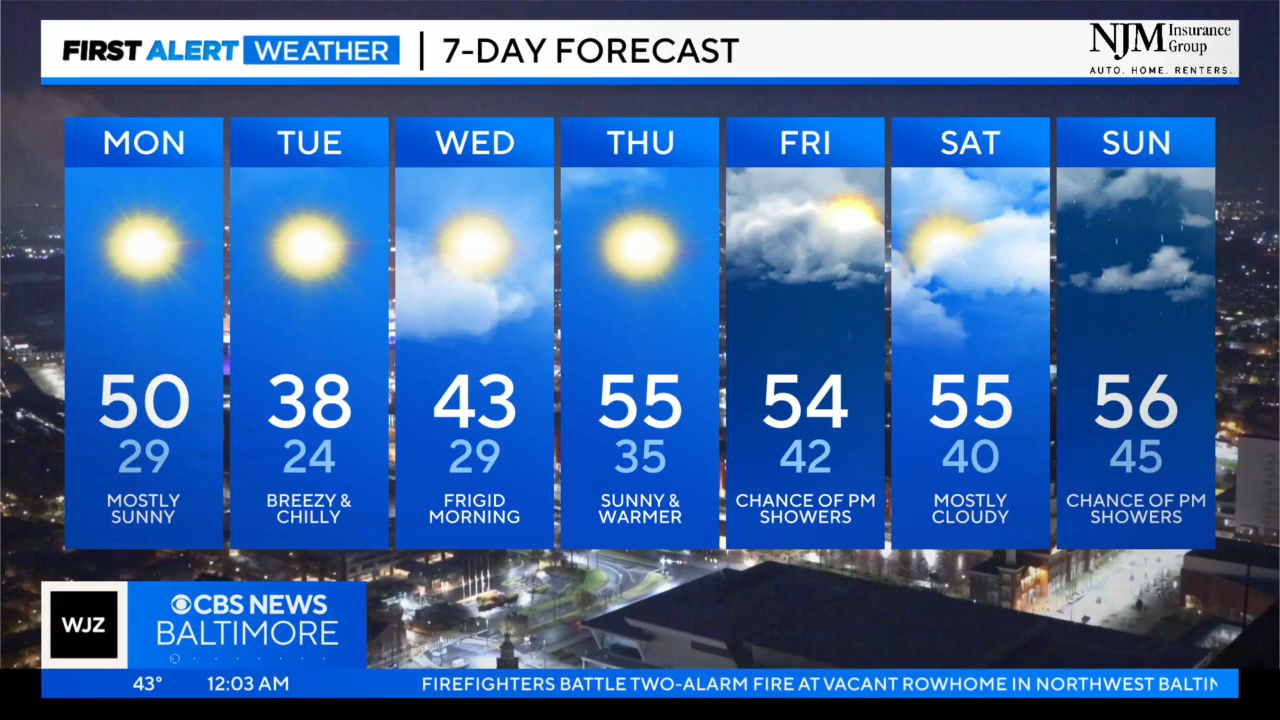 FIRST ALERT WEATHER | 7-DAY FORECAST
NJM Insurance
Group
AUTO. HOME. RENTERS.
MON
50
29
MOSTLY
SUNNY
TUE
38
24
BREEZY &
CHILLY
WED
43
29
FRIGID
MORNING
THU
55
35
SUNNY &
WARMER
FRI
54
42
CHANCE OF PM
SHOWERS
SAT
55
40
MOSTLY
CLOUDY
SUN
56
45
CHANCE OF PM
SHOWERS
WJZ
CBS NEWS
BALTIMORE
43° 12:03 AM FIREFIGHTERS BATTLE TWO-ALARM FIRE AT VACANT ROWHOME IN NORTHWEST BALTI